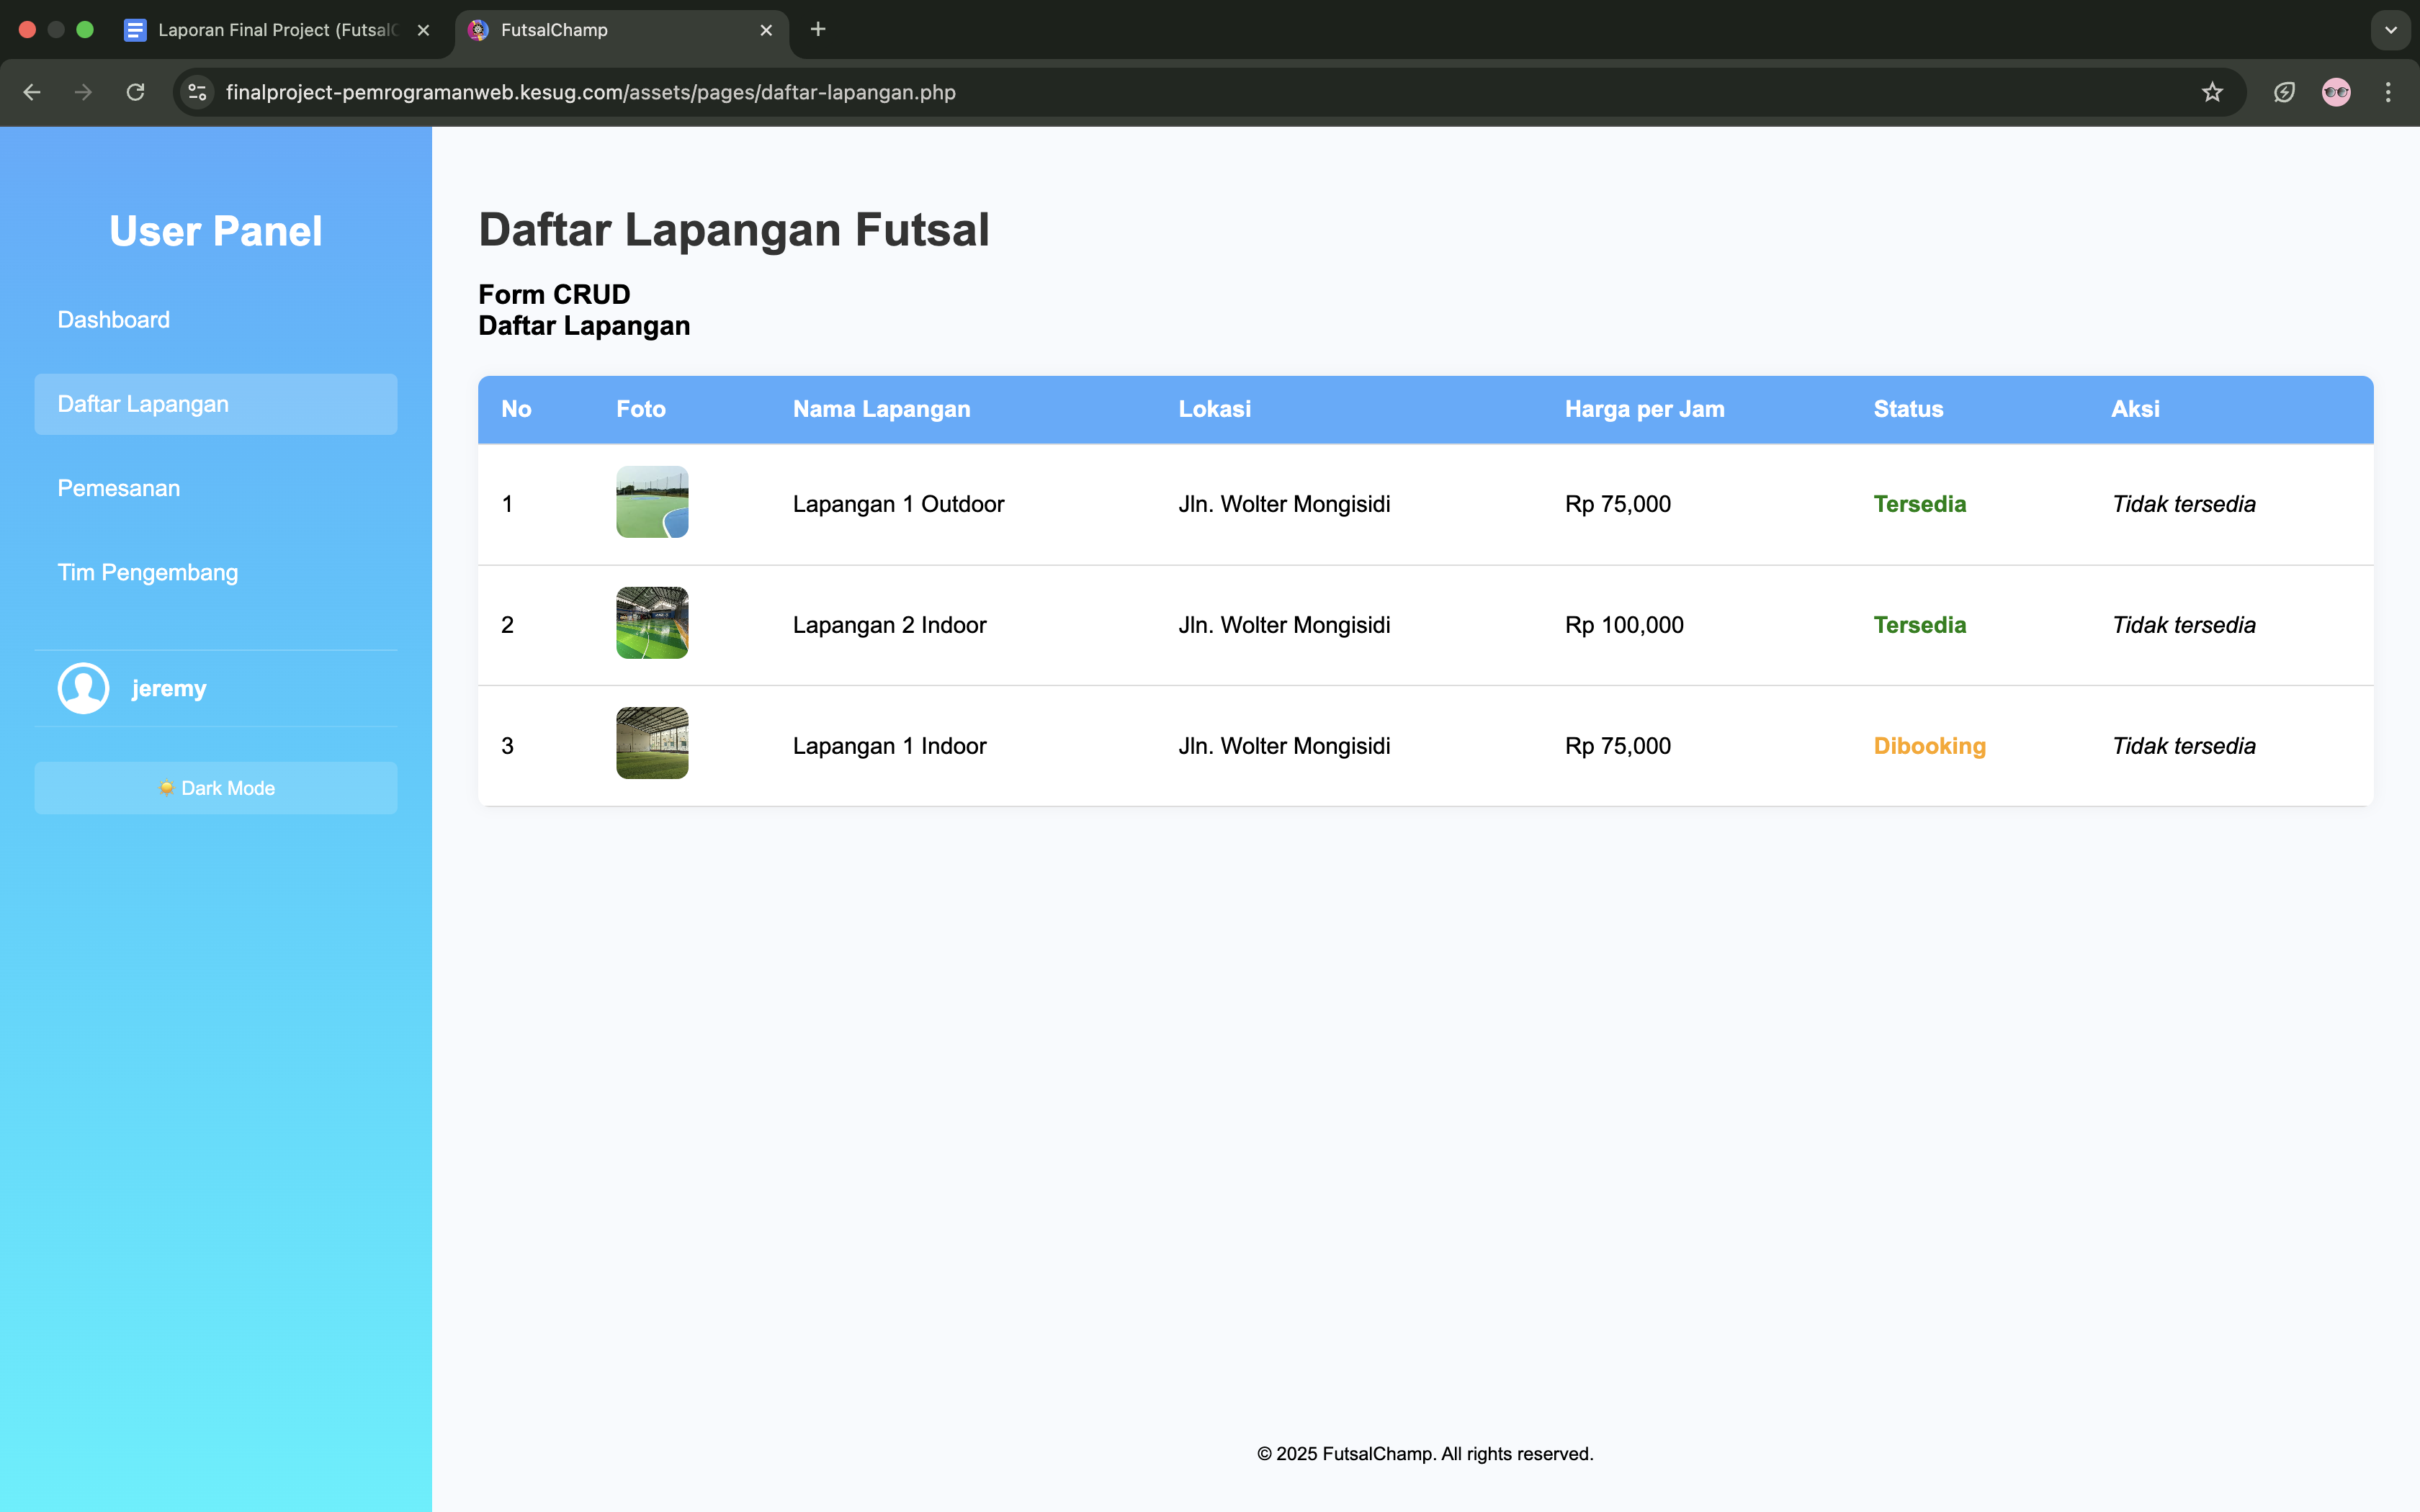 Laporan Final Project (Futsal
FutsalChamp
finalproject-pemrogramanweb.kesug.com/assets/pages/daftar-lapangan.php
User Panel
Dashboard
Daftar Lapangan
Pemesanan
Tim Pengembang
jeremy
Dark Mode
Daftar Lapangan Futsal
Form CRUD
Daftar Lapangan
No Foto Nama Lapangan Lokasi Harga per Jam Status Aksi
1 Lapangan 1 Outdoor Jln. Wolter Mongisidi Rp 75,000 Tersedia Tidak tersedia
2 Lapangan 2 Indoor Jln. Wolter Mongisidi Rp 100,000 Tersedia Tidak tersedia
3 Lapangan 1 Indoor Jln. Wolter Mongisidi Rp 75,000 Dibooking Tidak tersedia
© 2025 FutsalChamp. All rights reserved.